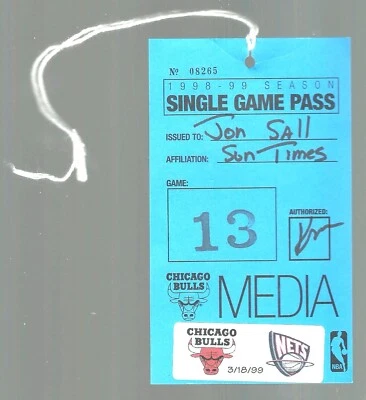 Nº 08265
1998-99 SEASON
SINGLE GAME PASS
ISSUED TO: Jon Sall
AFFILIATION: Sun Times
GAME:
13
AUTHORIZED:
CHICAGO
BULLS
MEDIA
CHICAGO
BULLS
3/18/99
NETS
NBA